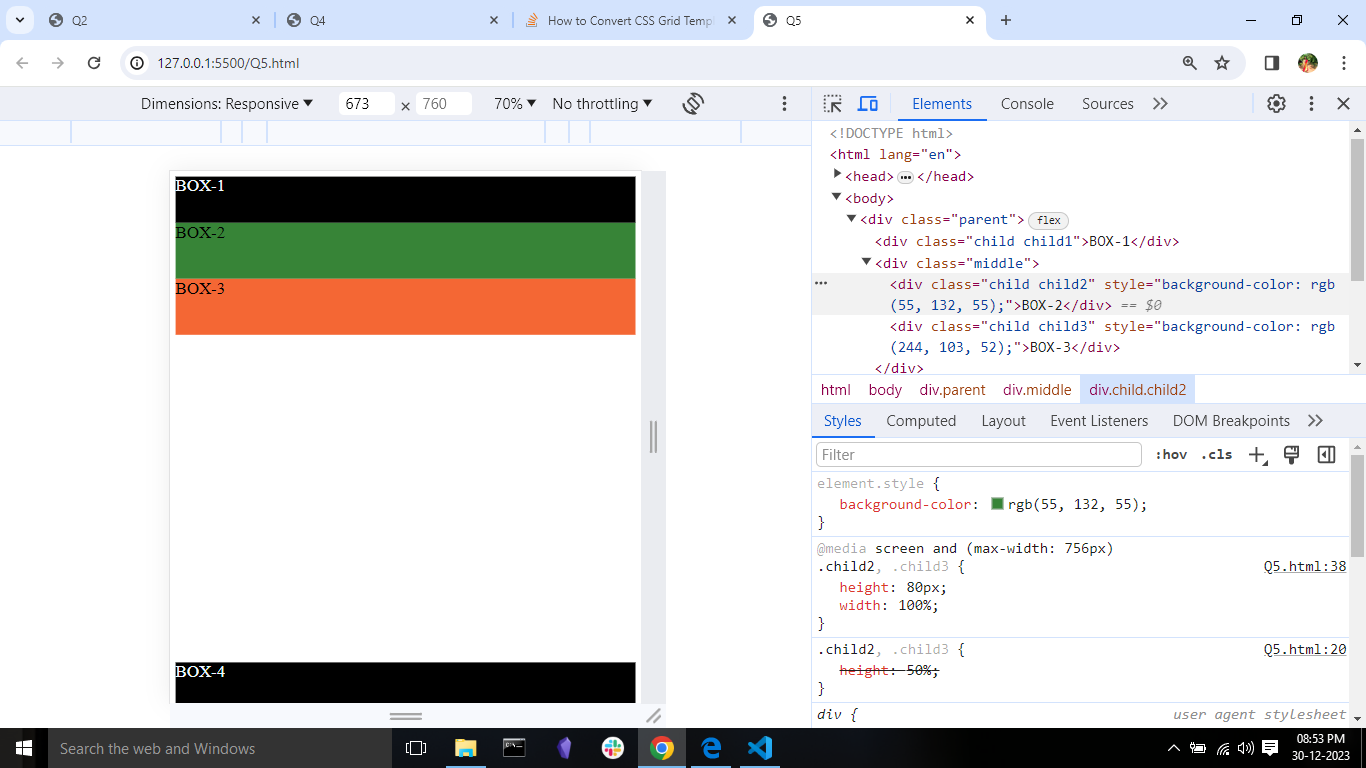 Q2
Q4
How to Convert CSS Grid Temp
Q5
127.0.0.1:5500/Q5.html
Dimensions: Responsive
673 × 760
70%
No throttling
Elements
Console
Sources
BOX-1
BOX-2
BOX-3
BOX-4
<!DOCTYPE html>
<html lang="en">
<head> ••• </head>
<body>
<div class="parent"> flex
<div class="child child1">BOX-1</div>
<div class="middle">
••• <div class="child child2" style="background-color: rgb
(55, 132, 55);">BOX-2</div> == $0
<div class="child child3" style="background-color: rgb
(244, 103, 52);">BOX-3</div>
</div>
html body div.parent div.middle div.child.child2
Styles Computed Layout Event Listeners DOM Breakpoints
Filter :hov .cls
element.style {
background-color: rgb(55, 132, 55);
}
@media screen and (max-width: 756px)
.child2, .child3 { Q5.html:38
height: 80px;
width: 100%;
}
.child2, .child3 { Q5.html:20
height: 50%;
}
div { user agent stylesheet
Search the web and Windows
08:53 PM
30-12-2023